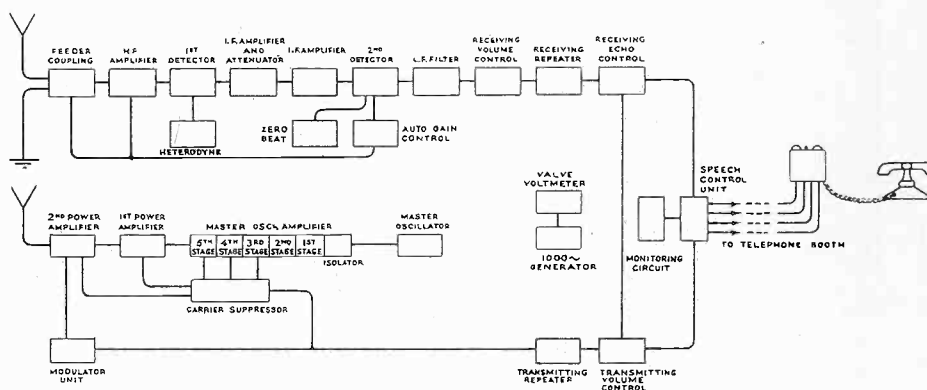 FEEDER
COUPLING
H.F.
AMPLIFIER
1ST
DETECTOR
I.F. AMPLIFIER
AND
ATTENUATOR
I.F. AMPLIFIER
2ND
DETECTOR
L.F. FILTER
RECEIVING
VOLUME
CONTROL
RECEIVING
REPEATER
RECEIVING
ECHO CONTROL
HETERODYNE
ZERO
BEAT
AUTO GAIN
CONTROL
SPEECH
CONTROL
UNIT
2ND POWER
AMPLIFIER
1ST POWER
AMPLIFIER
MASTER OSCR. AMPLIFIER
5TH STAGE
4TH STAGE
3RD STAGE
2ND STAGE
1ST STAGE
ISOLATOR
MASTER
OSCILLATOR
VALVE
VOLTMETER
1000~
GENERATOR
MONITORING
CIRCUIT
TO TELEPHONE BOOTH
CARRIER SUPPRESSOR
MODULATOR
UNIT
TRANSMITTING
REPEATER
TRANSMITTING
VOLUME
CONTROL